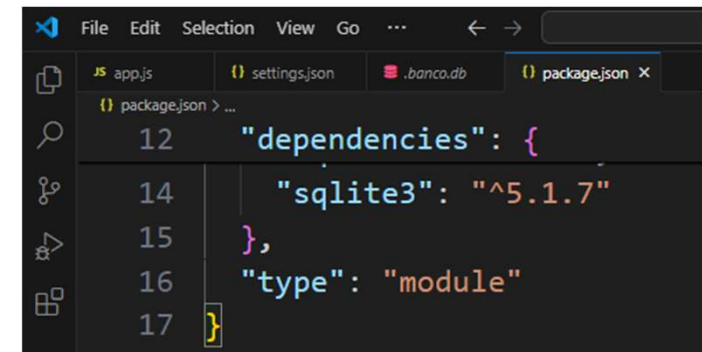 File Edit Selection View Go ... ← →
JS app.js {} settings.json .banco.db {} package.json ×
{} package.json > ...
12 "dependencies": {
14 "sqlite3": "^5.1.7"
15 },
16 "type": "module"
17 }